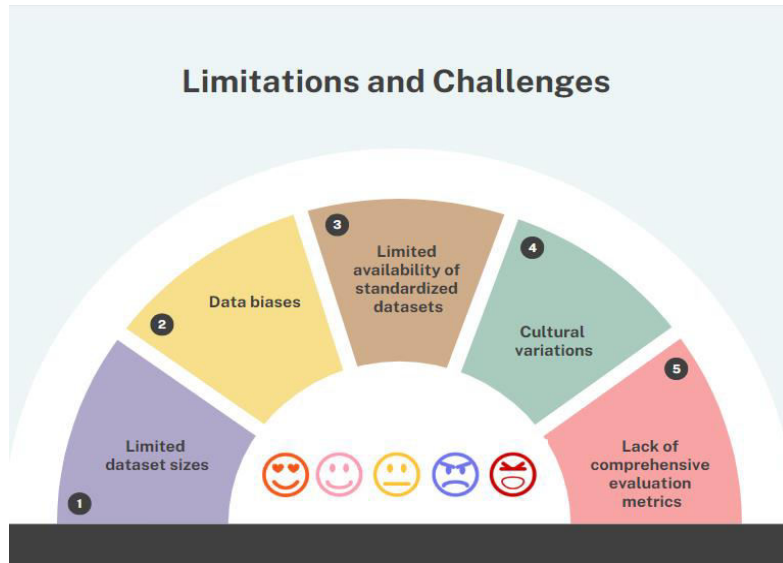 Limitations and Challenges
1
Limited
dataset sizes
2
Data biases
3
Limited
availability of
standardized
datasets
4
Cultural
variations
5
Lack of
comprehensive
evaluation
metrics